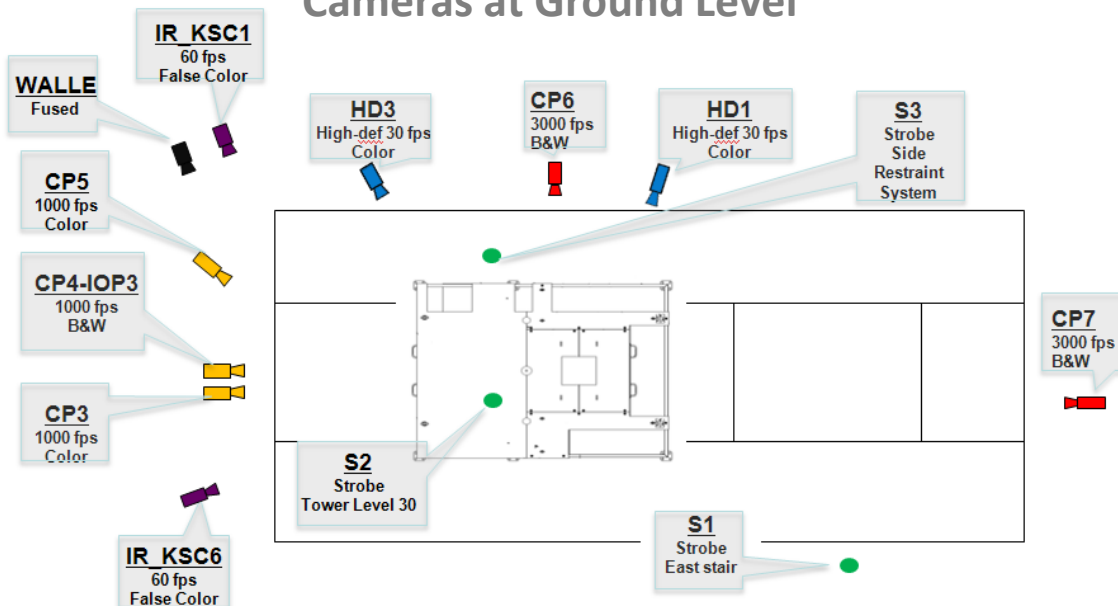 Cameras at Ground Level
IR_KSC1
60 fps
False Color
WALLE
Fused
HD3
High-def 30 fps
Color
CP6
3000 fps
B&W
HD1
High-def 30 fps
Color
S3
Strobe
Side
Restraint
System
CP5
1000 fps
Color
CP4-IOP3
1000 fps
B&W
CP7
3000 fps
B&W
CP3
1000 fps
Color
S2
Strobe
Tower Level 30
S1
Strobe
East stair
IR_KSC6
60 fps
False Color